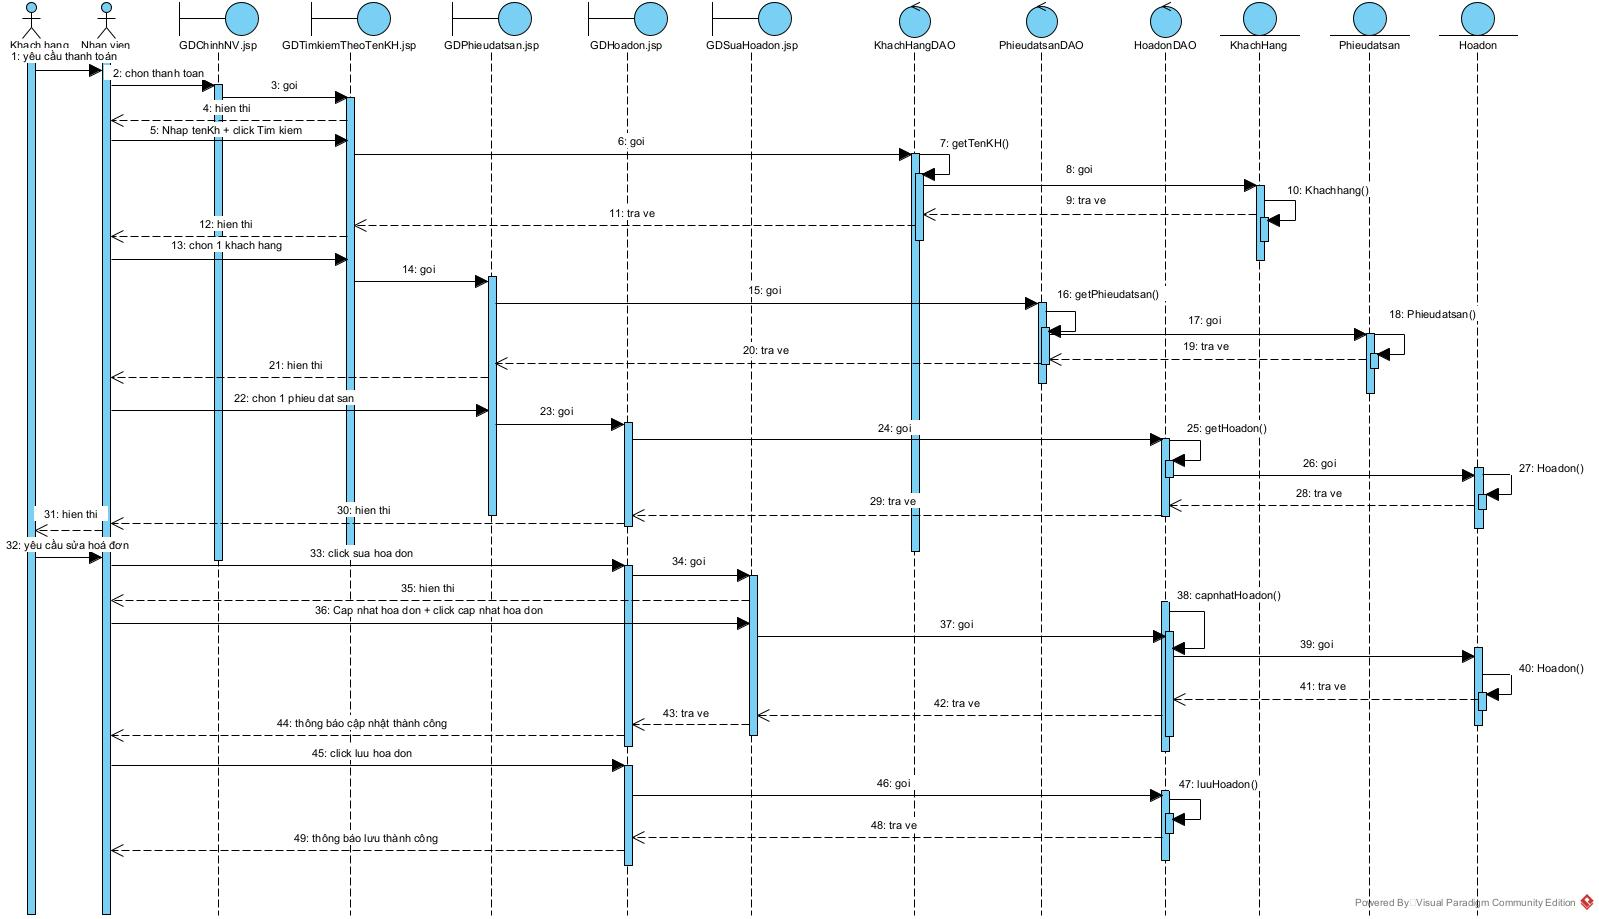 Khach hang
Nhan vien
GDChinhNV.jsp
GDTimkiemTheoTenKH.jsp
GDPhieudatsan.jsp
GDHoadon.jsp
GDSuaHoadon.jsp
KhachHangDAO
PhieudatsanDAO
HoadonDAO
KhachHang
Phieudatsan
Hoadon
1: yêu cầu thanh toán
2: chon thanh toan
3: goi
4: hien thi
5: Nhap tenKh + click Tim kiem
6: goi
7: getTenKH()
8: goi
10: Khachhang()
9: tra ve
11: tra ve
12: hien thi
13: chon 1 khach hang
14: goi
15: goi
16: getPhieudatsan()
17: goi
18: Phieudatsan()
19: tra ve
20: tra ve
21: hien thi
22: chon 1 phieu dat san
23: goi
24: goi
25: getHoadon()
26: goi
27: Hoadon()
28: tra ve
29: tra ve
30: hien thi
31: hien thi
32: yêu cầu sửa hoá đơn
33: click sua hoa don
34: goi
35: hien thi
36: Cap nhat hoa don + click cap nhat hoa don
37: goi
38: capnhatHoadon()
39: goi
40: Hoadon()
41: tra ve
42: tra ve
43: tra ve
44: thông báo cập nhật thành công
45: click luu hoa don
46: goi
47: luuHoadon()
48: tra ve
49: thông báo lưu thành công
Powered By Visual Paradigm Community Edition